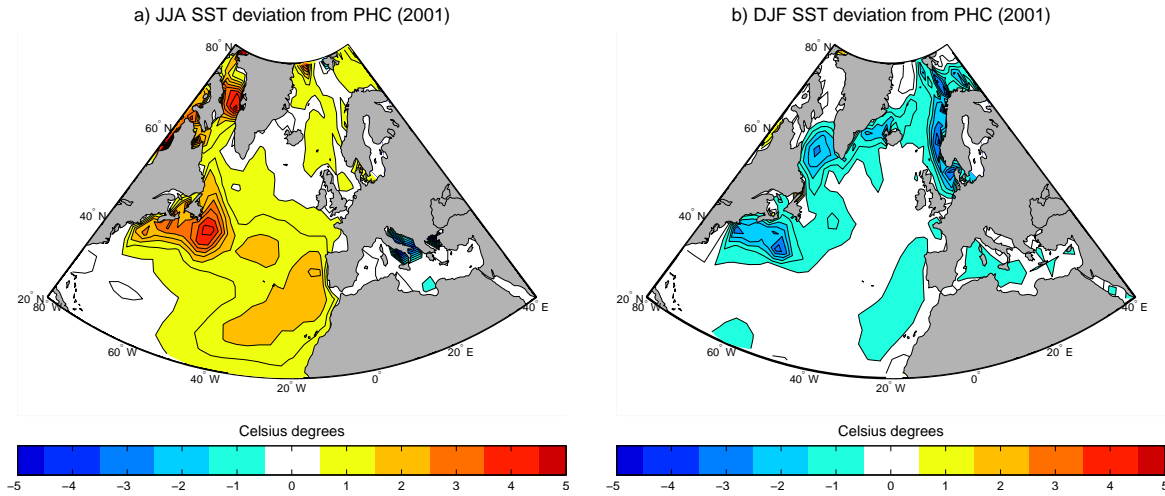 a) JJA SST deviation from PHC (2001)
80° N
60° N
40° N
20° N
80° W
60° W
40° W
20° W
0°
20° E
40° E
Celsius degrees
−5 −4 −3 −2 −1 0 1 2 3 4 5
b) DJF SST deviation from PHC (2001)
80° N
60° N
40° N
20° N
80° W
60° W
40° W
20° W
0°
20° E
40° E
Celsius degrees
−5 −4 −3 −2 −1 0 1 2 3 4 5